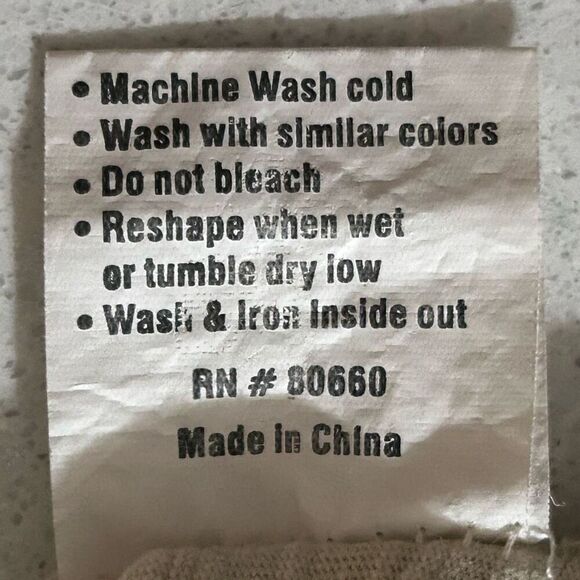 • Machine Wash cold
• Wash with similar colors
• Do not bleach
• Reshape when wet
or tumble dry low
• Wash & Iron inside out
RN # 80660
Made in China